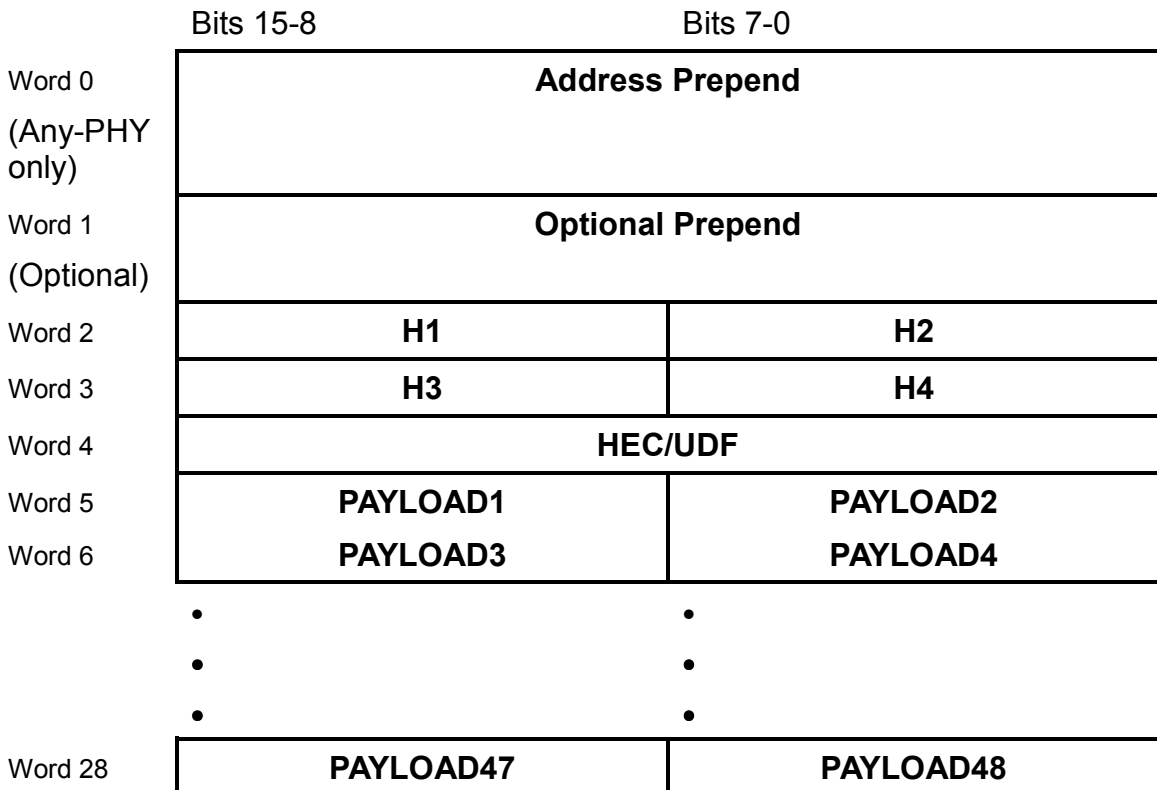 Bits 15-8 Bits 7-0
Word 0 Address Prepend
(Any-PHY
only)
Word 1 Optional Prepend
(Optional)
Word 2 H1 H2
Word 3 H3 H4
Word 4 HEC/UDF
Word 5 PAYLOAD1 PAYLOAD2
Word 6 PAYLOAD3 PAYLOAD4
• •
• •
• •
Word 28 PAYLOAD47 PAYLOAD48